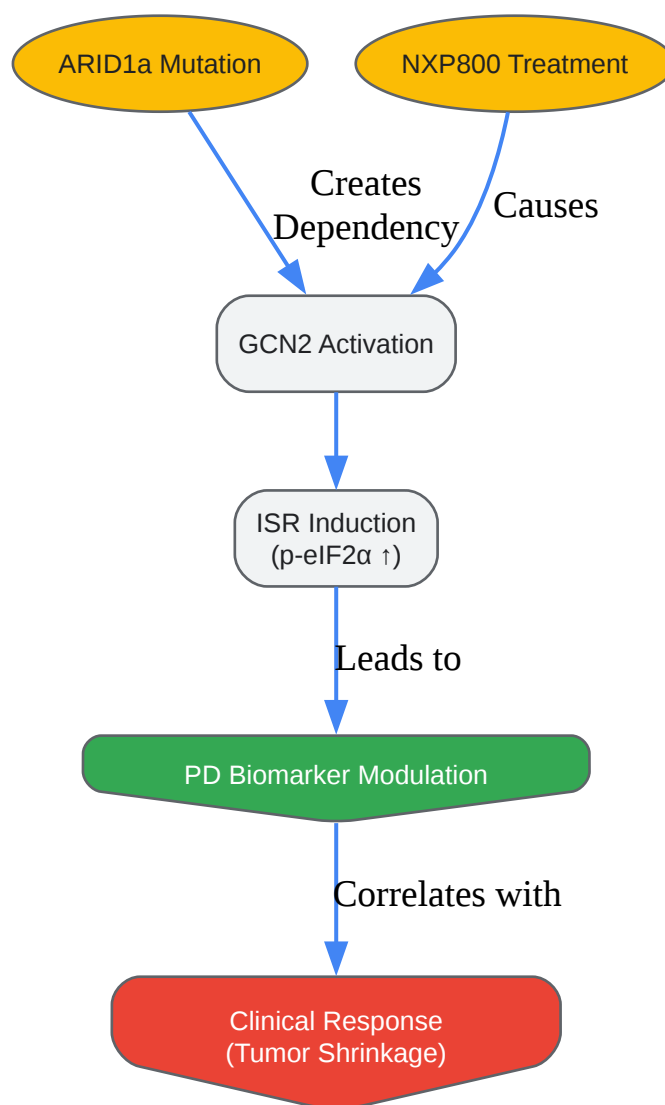 ARID1a Mutation
NXP800 Treatment
Creates
Dependency
Causes
GCN2 Activation
ISR Induction
(p-eIF2α ↑)
Leads to
PD Biomarker Modulation
Correlates with
Clinical Response
(Tumor Shrinkage)